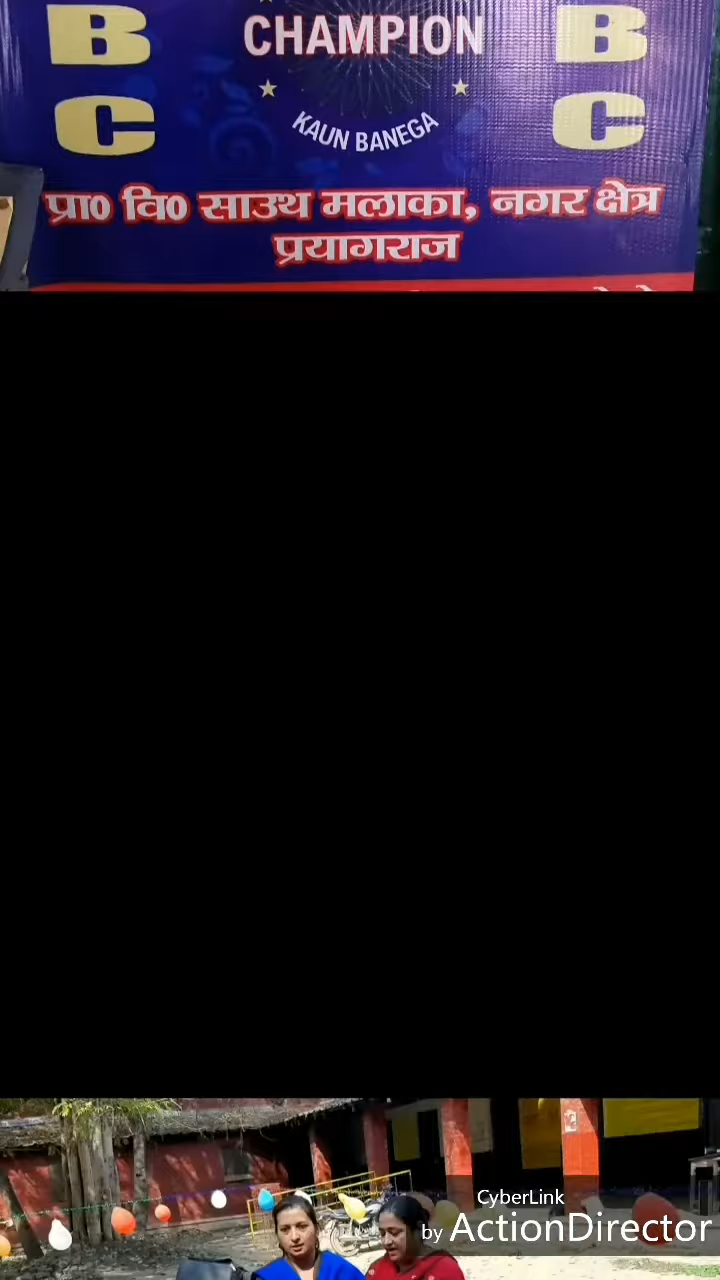 B CHAMPION B
C KAUN BANEGA C
प्रा० वि० साउथ मलाका, नगर क्षेत्र
प्रयागराज
CyberLink
by ActionDirector